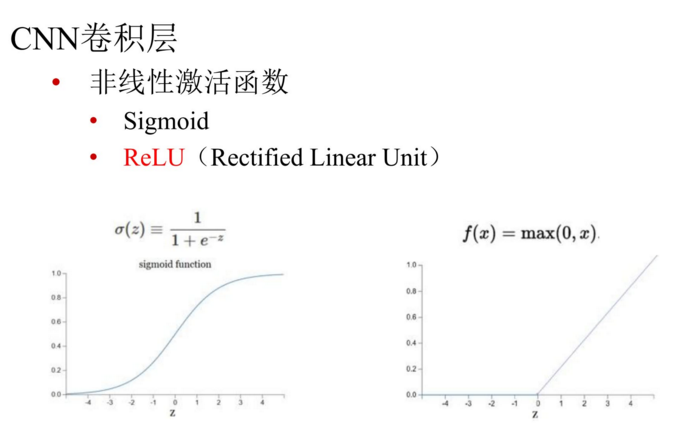 CNN卷积层
• 非线性激活函数
• Sigmoid
• ReLU（Rectified Linear Unit）
σ(z) ≡ 1 / (1 + e^{-z})
sigmoid function
1.0
0.8
0.6
0.4
0.2
0.0
-4 -3 -2 -1 0 1 2 3 4
Z
f(x) = max(0, x).
1.0
0.8
0.6
0.4
0.2
0.0
-4 -3 -2 -1 0 1 2 3 4
Z